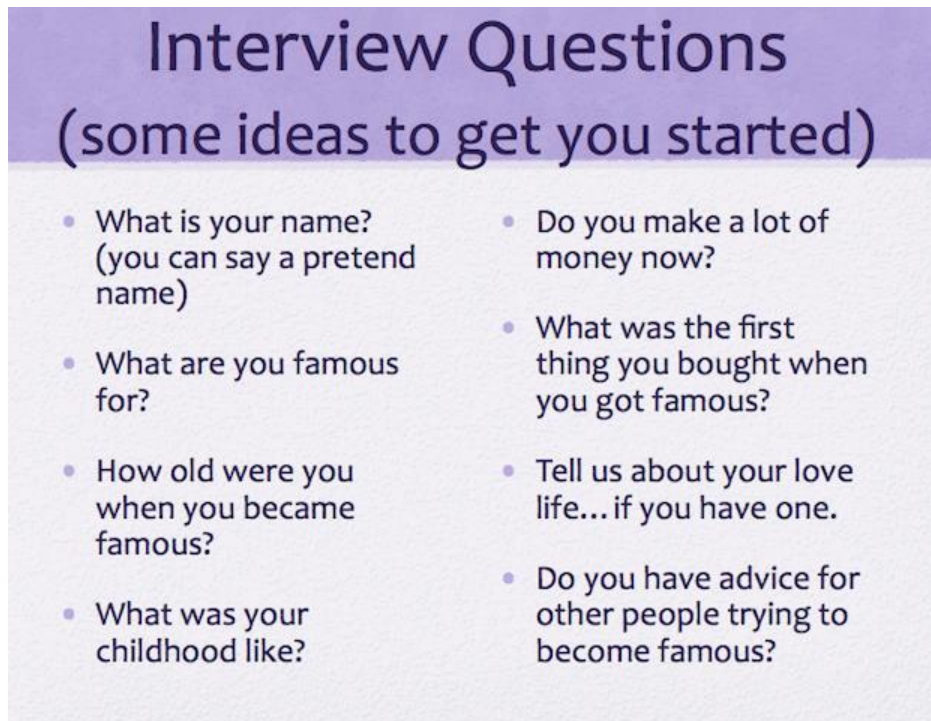 Interview Questions
(some ideas to get you started)
• What is your name?
(you can say a pretend
name)
• What are you famous
for?
• How old were you
when you became
famous?
• What was your
childhood like?
• Do you make a lot of
money now?
• What was the first
thing you bought when
you got famous?
• Tell us about your love
life...if you have one.
• Do you have advice for
other people trying to
become famous?